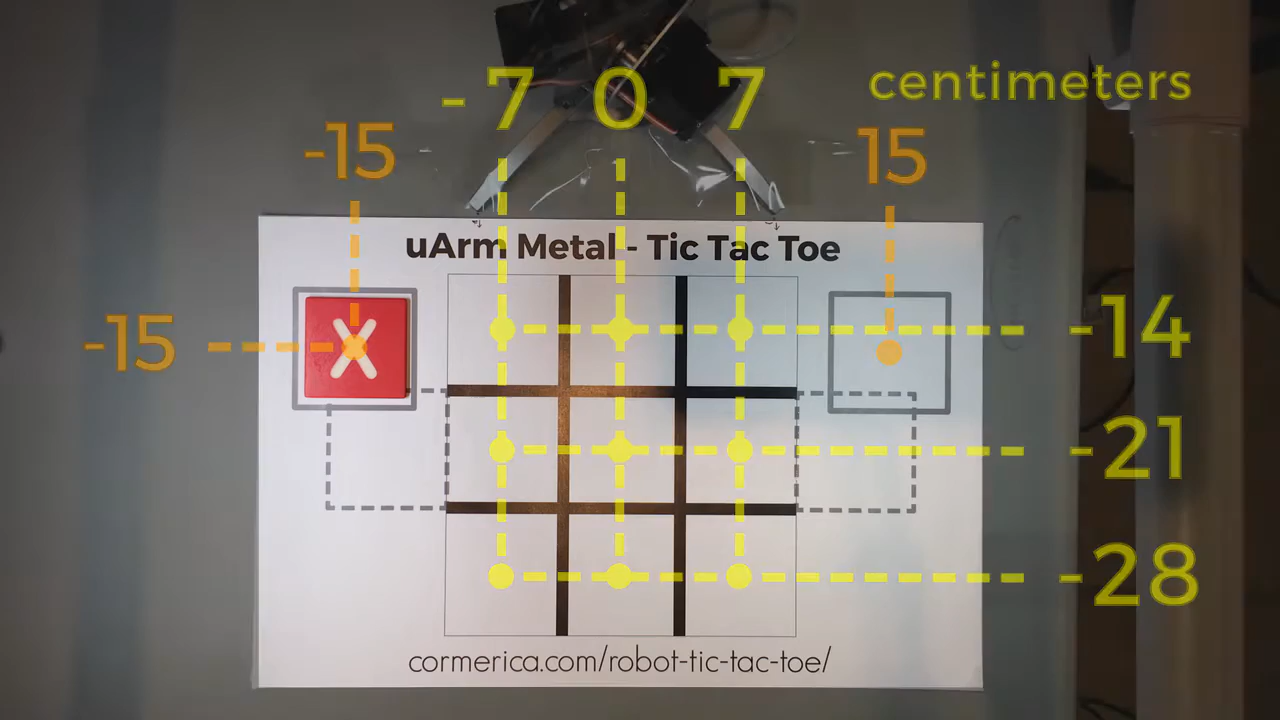 -7 0 7 centimeters
-15 15
uArm Metal - Tic Tac Toe
-14
-15 X
-21
-28
cormerica.com/robot-tic-tac-toe/